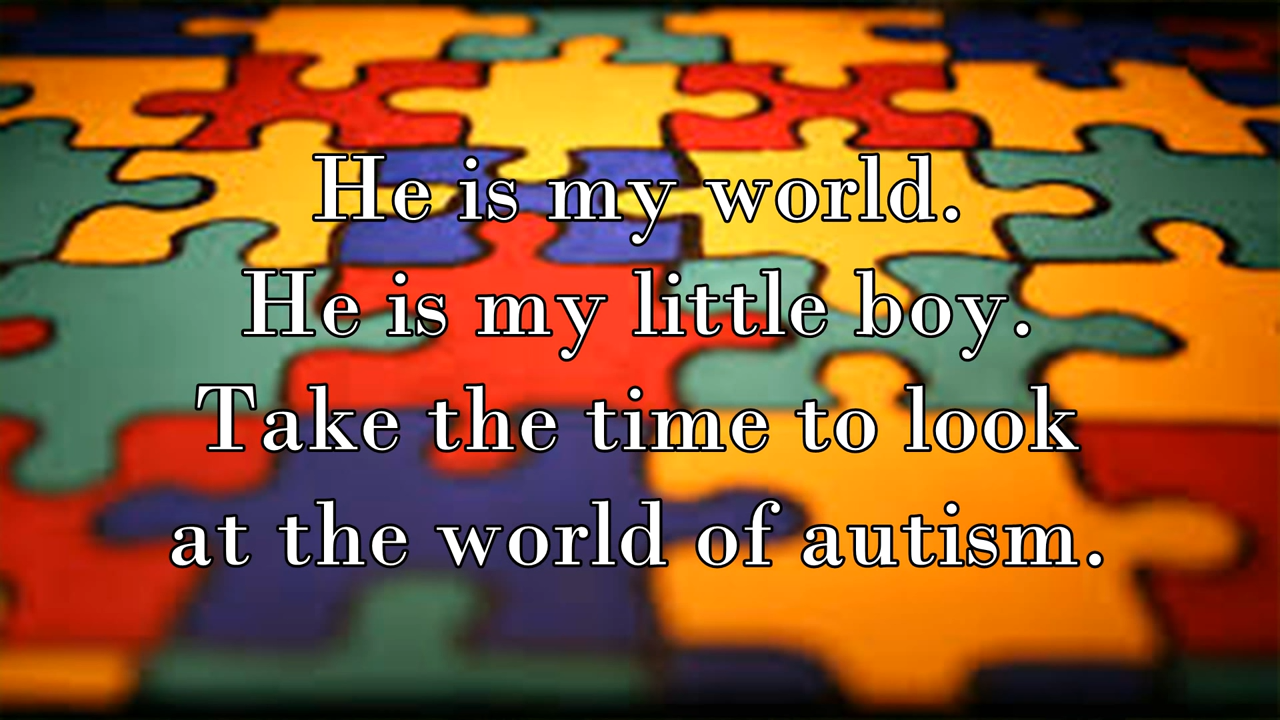 He is my world.
He is my little boy.
Take the time to look
at the world of autism.